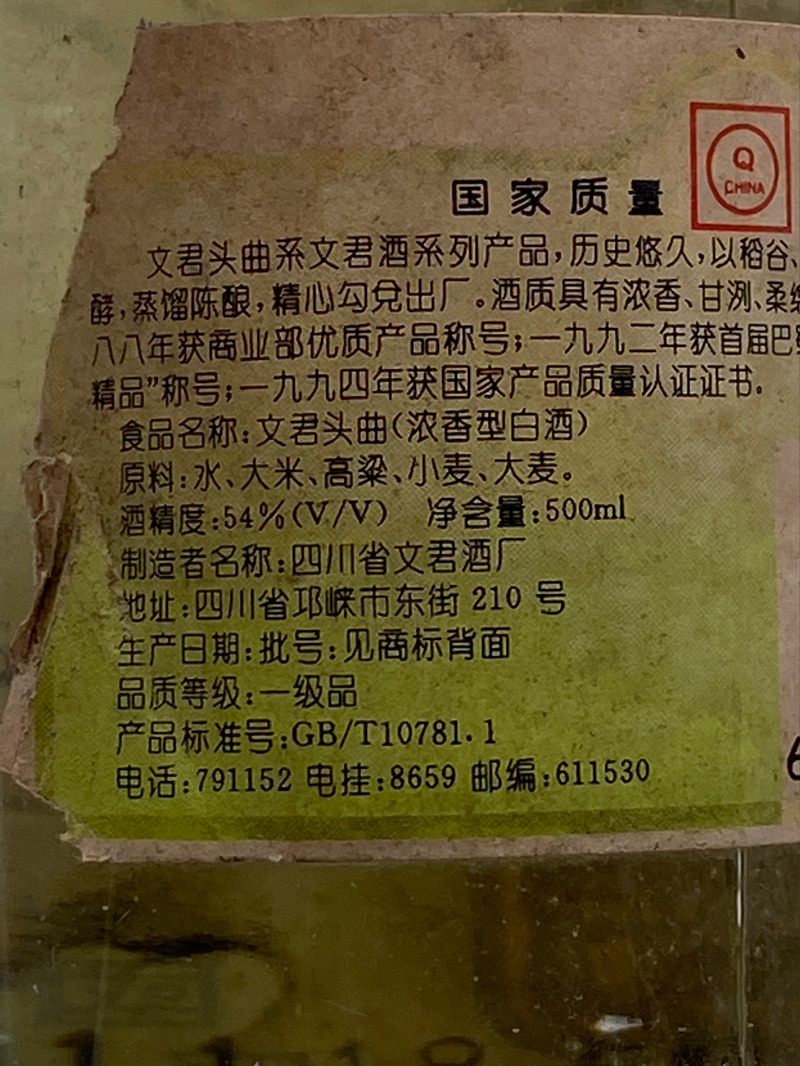 Q
CHINA
国家质量
文君头曲系文君酒系列产品,历史悠久,以稻谷、
酵,蒸馏陈酿,精心勾兑出厂。酒质具有浓香、甘洌、柔绵
八八年获商业部优质产品称号;一九九二年获首届巴蜀
精品”称号;一九九四年获国家产品质量认证证书.
食品名称:文君头曲(浓香型白酒)
原料:水、大米、高粱、小麦、大麦。
酒精度:54%(V/V) 净含量:500ml
制造者名称:四川省文君酒厂
地址:四川省邛崃市东街 210 号
生产日期:批号:见商标背面
品质等级:一级品
产品标准号:GB/T10781.1
电话:791152 电挂:8659 邮编:611530